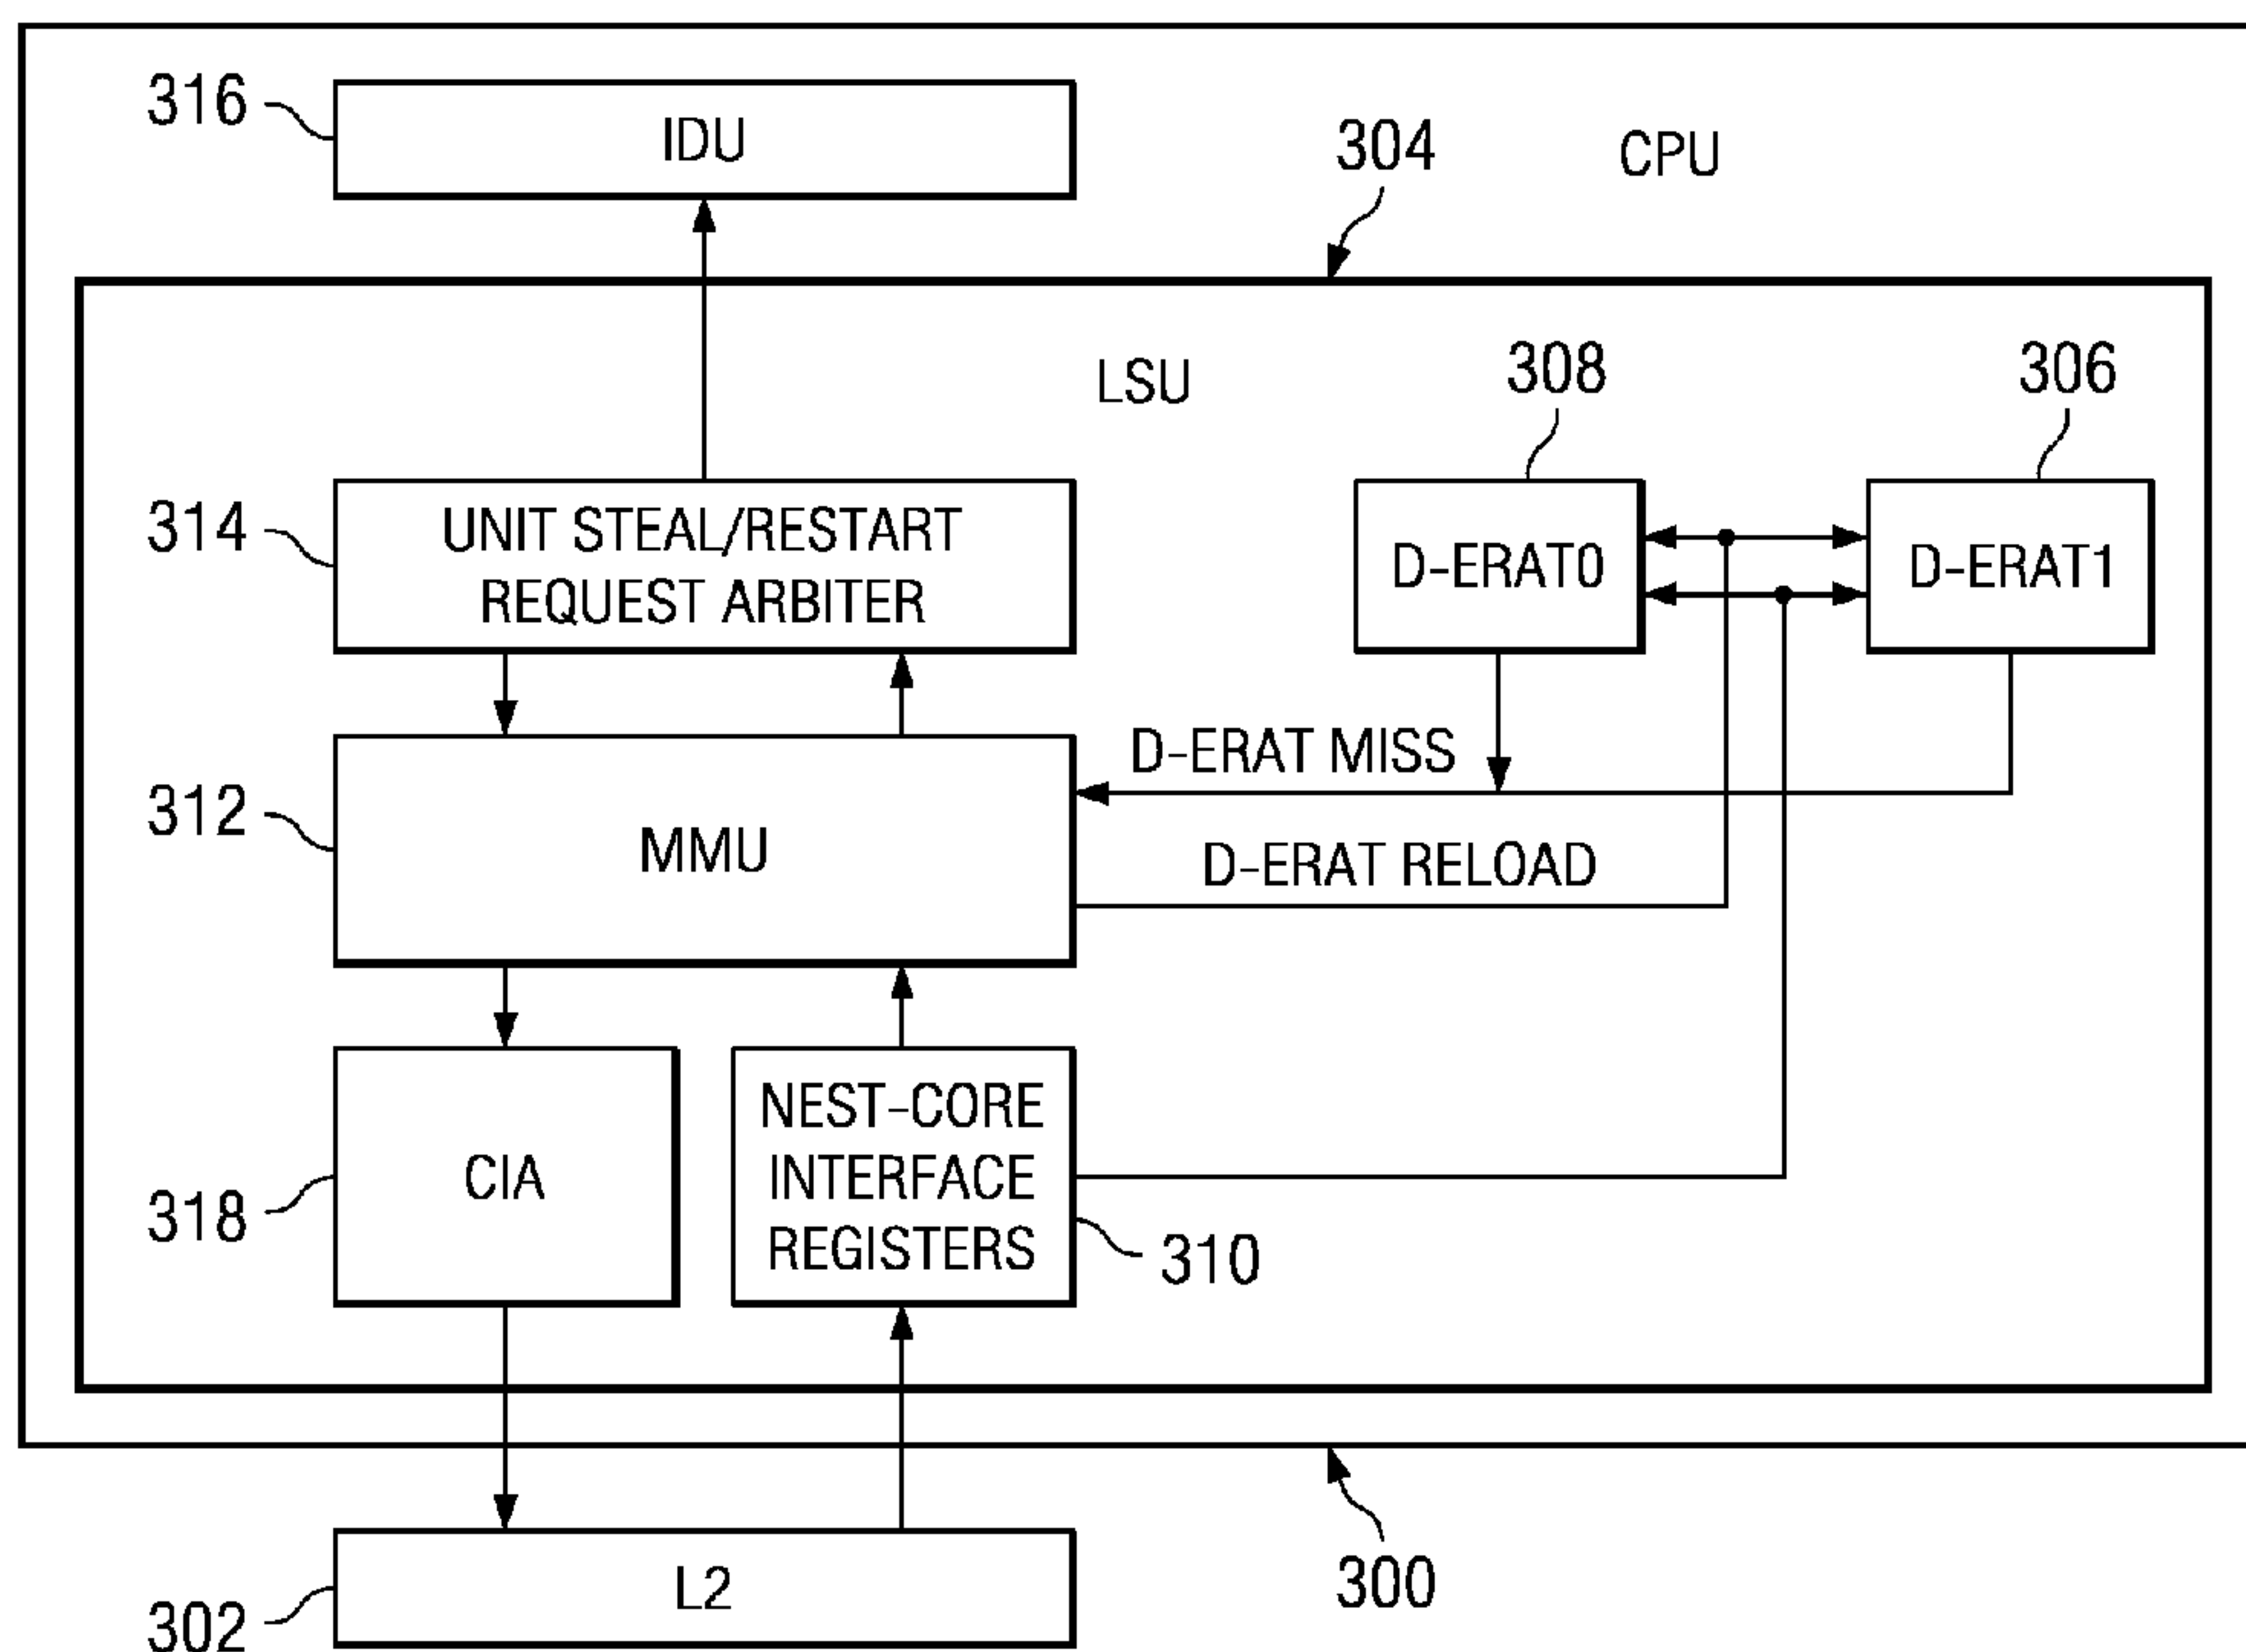 316
IDU
304
CPU
LSU
308
306
314
UNIT STEAL/RESTART
REQUEST ARBITER
D-ERAT0
D-ERAT1
D-ERAT MISS
312
MMU
D-ERAT RELOAD
318
CIA
NEST-CORE
INTERFACE
REGISTERS
310
302
L2
300